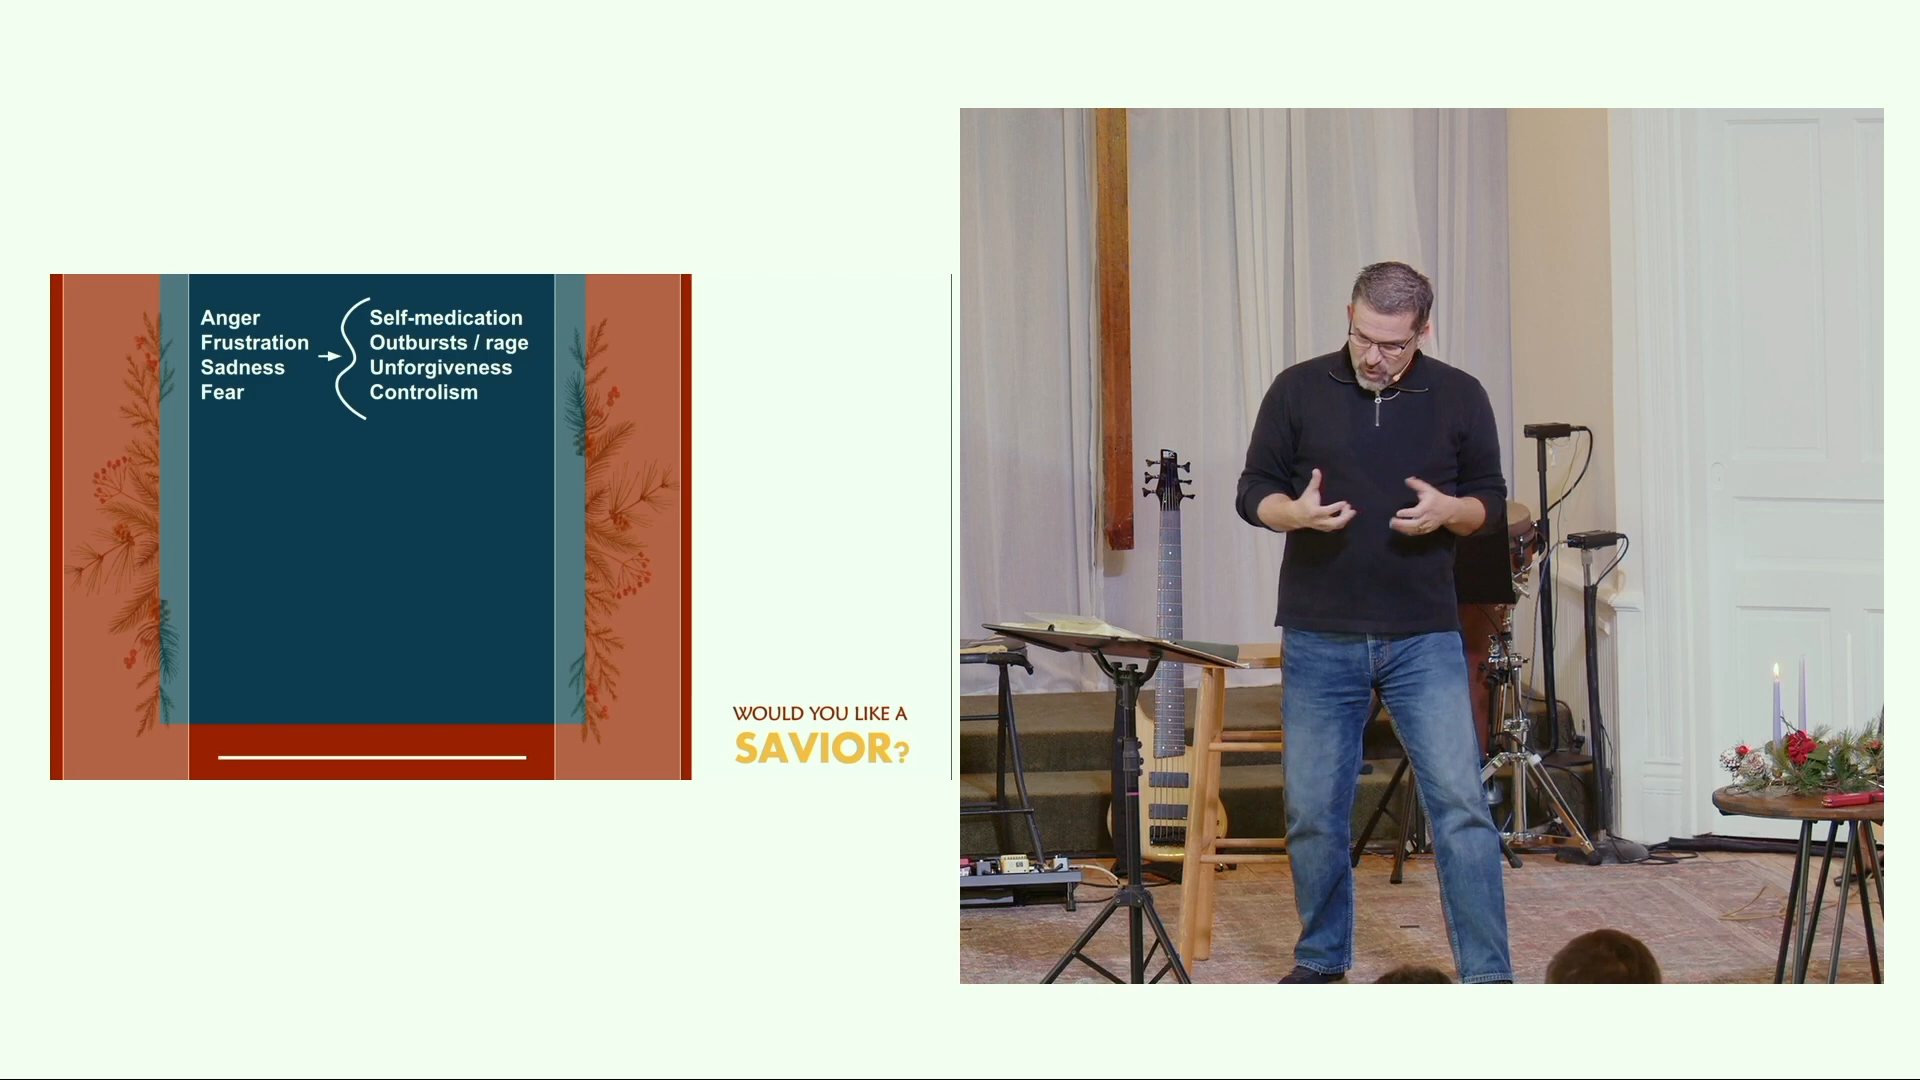 Anger
Frustration
Sadness
Fear
Self-medication
Outbursts / rage
Unforgiveness
Controlism
WOULD YOU LIKE A
SAVIOR?